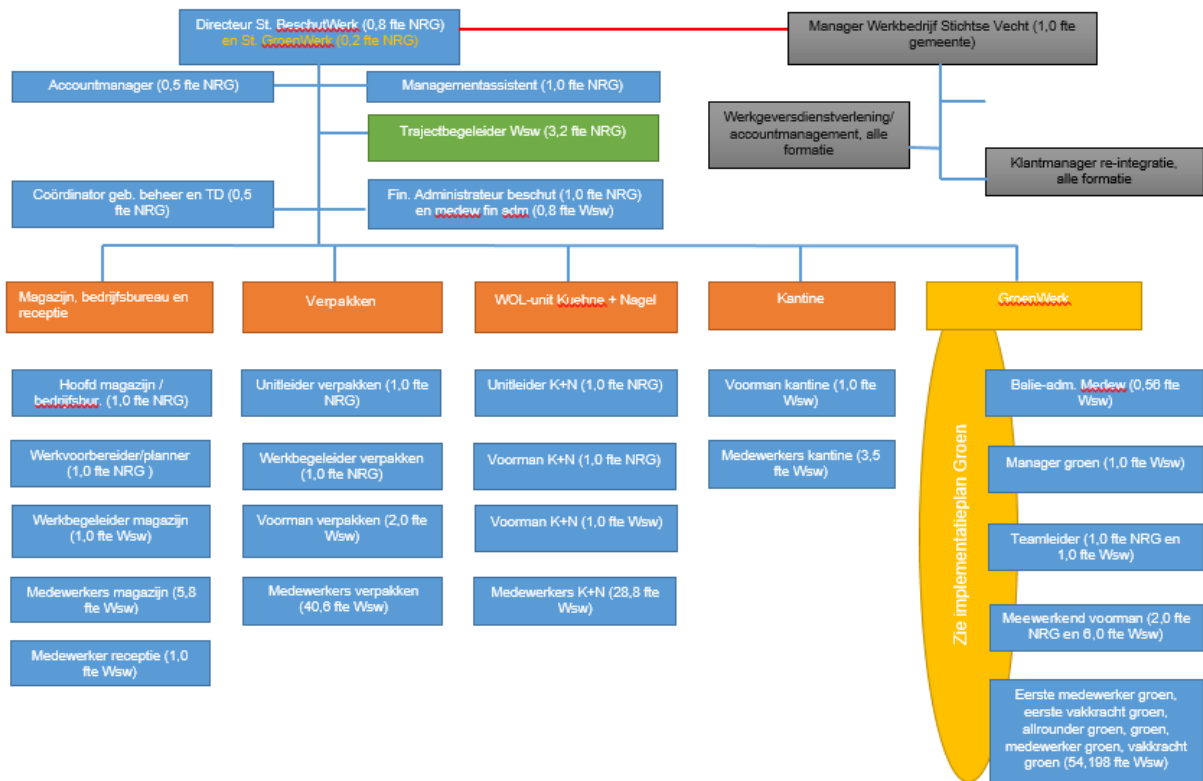 Directeur St. BeschutWerk (0,8 fte NRG)
en St. GroenWerk (0,2 fte NRG)
Manager Werkbedrijf Stichtse Vecht (1,0 fte
gemeente)
Accountmanager (0,5 fte NRG)
Managementassistent (1,0 fte NRG)
Trajectbegeleider Wsw (3,2 fte NRG)
Werkgeversdienstverlening/
accountmanagement, alle
formatie
Klantmanager re-integratie,
alle formatie
Coördinator geb. beheer en TD (0,5
fte NRG)
Fin. Administrateur beschut (1,0 fte NRG)
en medew fin adm (0,8 fte Wsw)
Magazijn, bedrijfsbureau en
receptie
Verpakken
WOL-unit Kuehne + Nagel
Kantine
GroenWerk
Hoofd magazijn /
bedrijfsbur. (1,0 fte NRG)
Werkvoorbereider/planner
(1,0 fte NRG )
Werkbegeleider magazijn
(1,0 fte Wsw)
Medewerkers magazijn (5,8
fte Wsw)
Medewerker receptie (1,0
fte Wsw)
Unitleider verpakken (1,0 fte
NRG)
Werkbegeleider verpakken
(1,0 fte NRG)
Voorman verpakken (2,0 fte
Wsw)
Medewerkers verpakken
(40,6 fte Wsw)
Unitleider K+N (1,0 fte NRG)
Voorman K+N (1,0 fte NRG)
Voorman K+N (1,0 fte Wsw)
Medewerkers K+N (28,8 fte
Wsw)
Voorman kantine (1,0 fte
Wsw)
Medewerkers kantine (3,5
fte Wsw)
Zie implementatieplan Groen
Balie-adm. Medew (0,56 fte
Wsw)
Manager groen (1,0 fte Wsw)
Teamleider (1,0 fte NRG en
1,0 fte Wsw)
Meewerkend voorman (2,0 fte
NRG en 6,0 fte Wsw)
Eerste medewerker groen,
eerste vakkracht groen,
allrounder groen, groen,
medewerker groen, vakkracht
groen (54,198 fte Wsw)